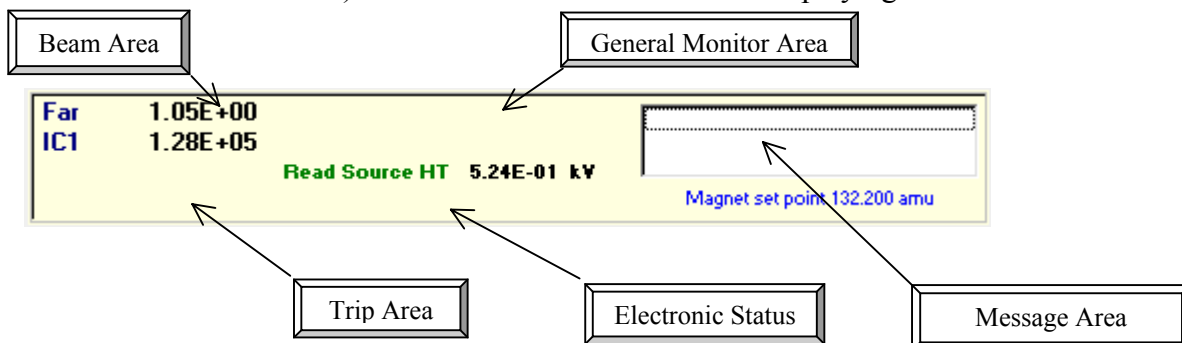 Beam Area
General Monitor Area
Far 1.05E+00
IC1 1.28E+05
Read Source HT 5.24E-01 kV
Magnet set point 132.200 amu
Trip Area
Electronic Status
Message Area